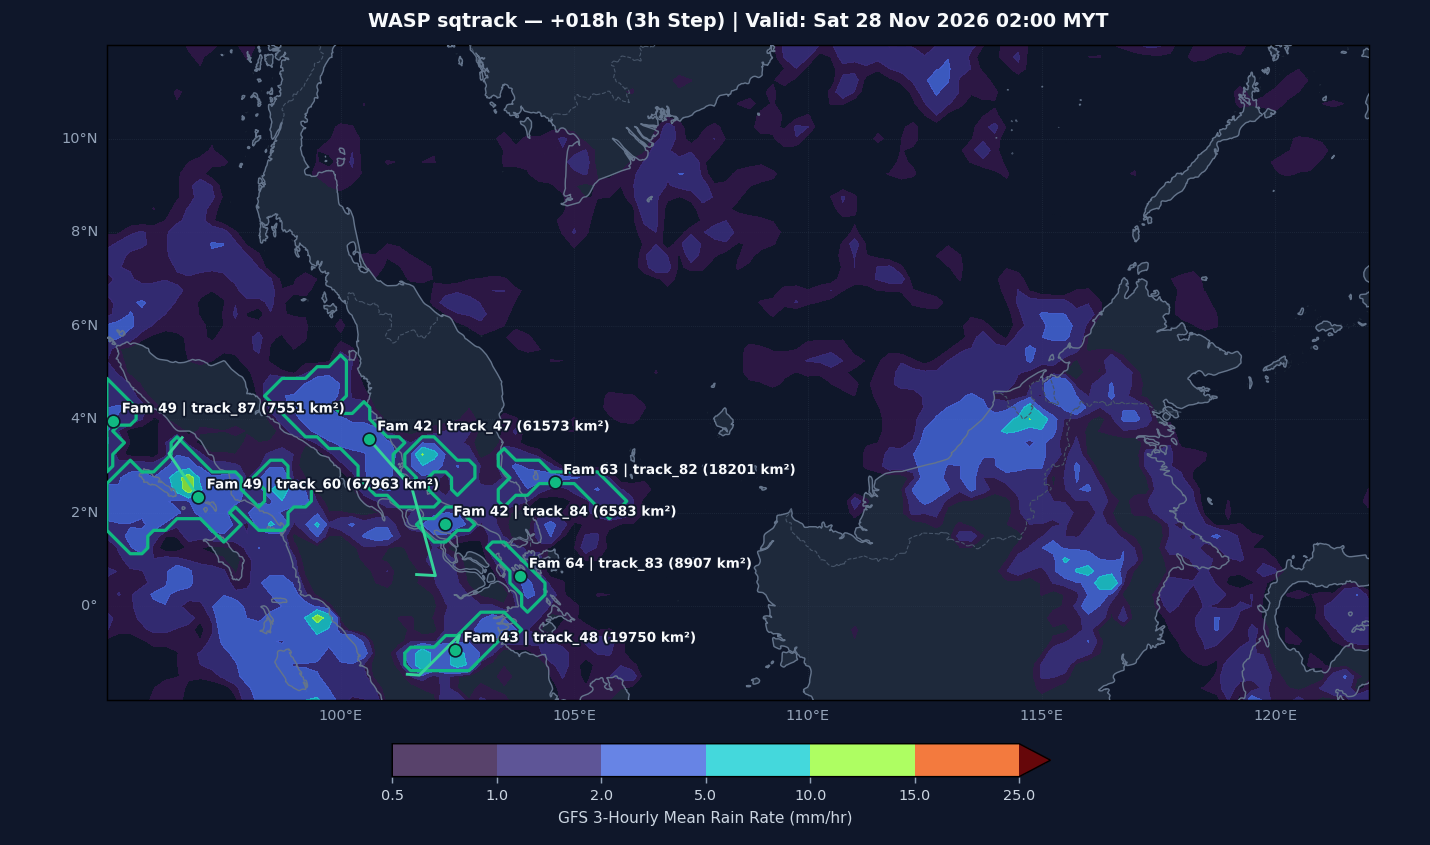 WASP sqtrack — +018h (3h Step) | Valid: Sat 28 Nov 2026 02:00 MYT
10°N
8°N
6°N
4°N
2°N
0°
Fam 49 | track_87 (7551 km²)
Fam 42 | track_47 (61573 km²)
Fam 63 | track_82 (18201 km²)
Fam 49 | track_60 (67963 km²)
Fam 42 | track_84 (6583 km²)
Fam 64 | track_83 (8907 km²)
Fam 43 | track_48 (19750 km²)
100°E 105°E 110°E 115°E 120°E
0.5 1.0 2.0 5.0 10.0 15.0 25.0
GFS 3-Hourly Mean Rain Rate (mm/hr)